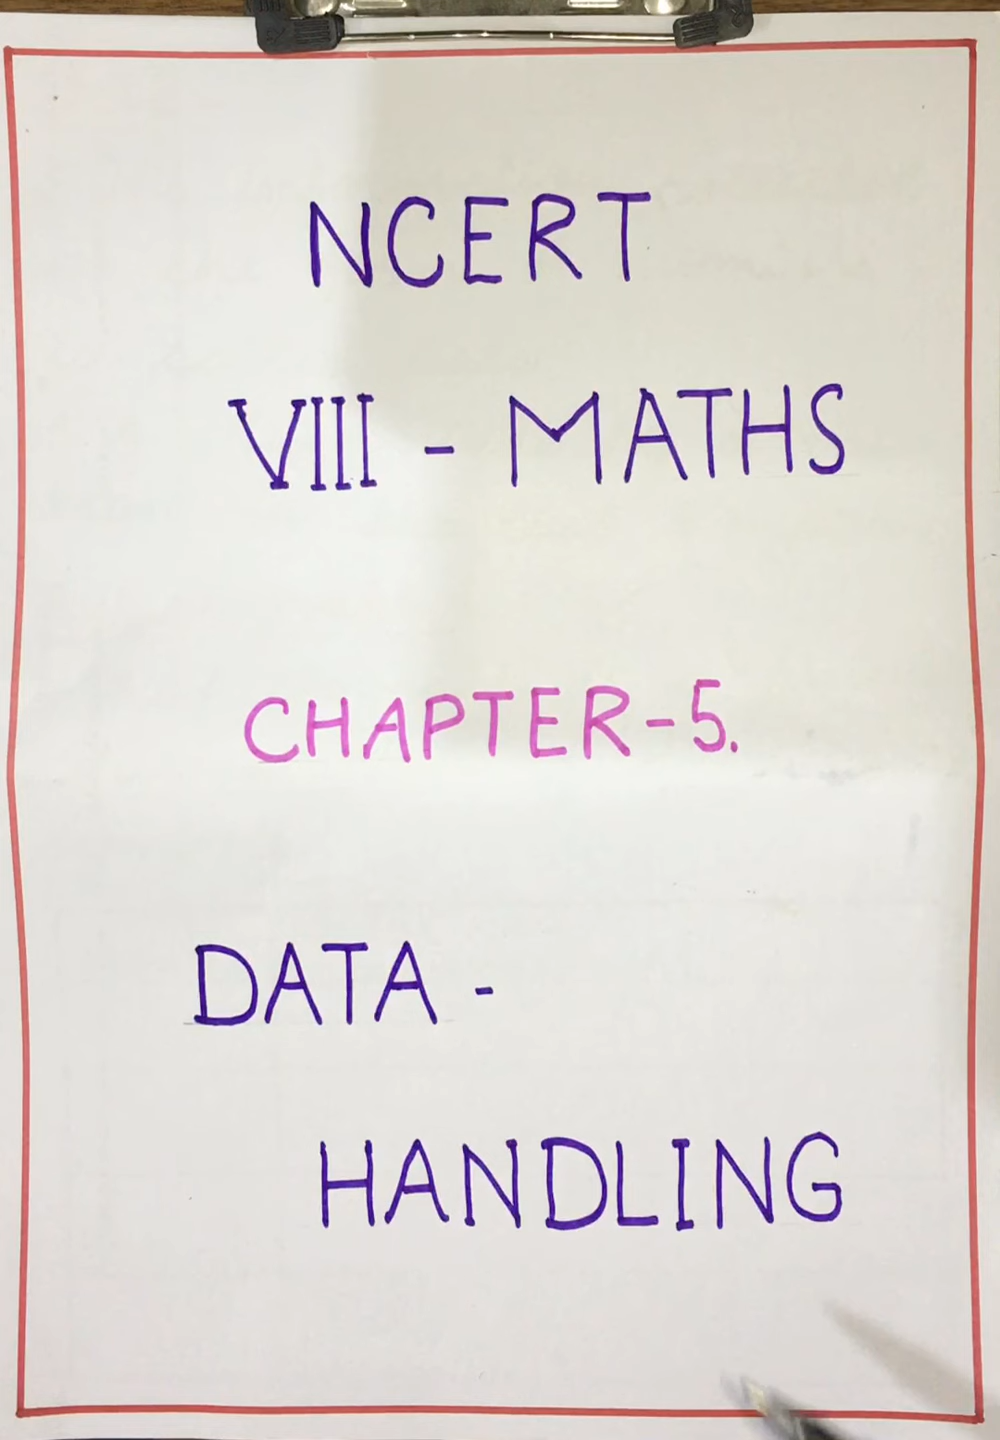 NCERT
VIII - MATHS
CHAPTER-5.
DATA -
HANDLING